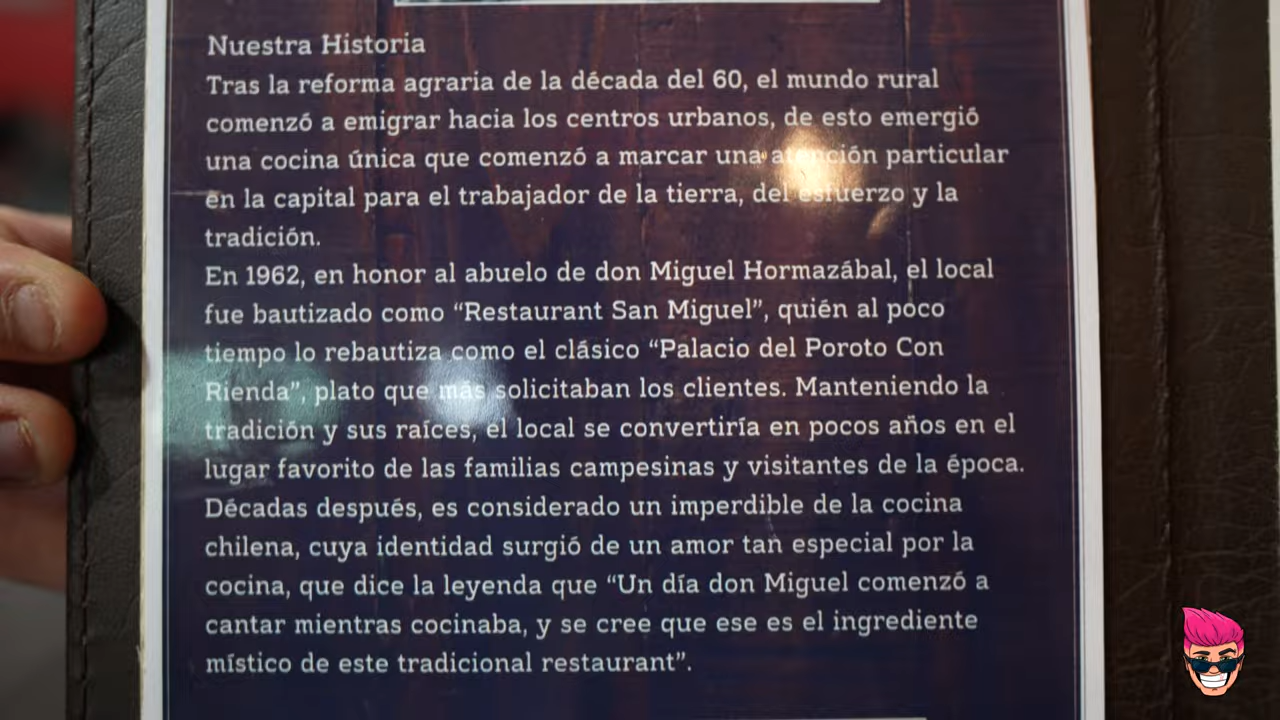 Nuestra Historia
Tras la reforma agraria de la década del 60, el mundo rural
comenzó a emigrar hacia los centros urbanos, de esto emergió
una cocina única que comenzó a marcar una atención particular
en la capital para el trabajador de la tierra, del esfuerzo y la
tradición.
En 1962, en honor al abuelo de don Miguel Hormazábal, el local
fue bautizado como “Restaurant San Miguel”, quién al poco
tiempo lo rebautiza como el clásico “Palacio del Poroto Con
Rienda”, plato que más solicitaban los clientes. Manteniendo la
tradición y sus raíces, el local se convertiría en pocos años en el
lugar favorito de las familias campesinas y visitantes de la época.
Décadas después, es considerado un imperdible de la cocina
chilena, cuya identidad surgió de un amor tan especial por la
cocina, que dice la leyenda que “Un día don Miguel comenzó a
cantar mientras cocinaba, y se cree que ese es el ingrediente
místico de este tradicional restaurant”.